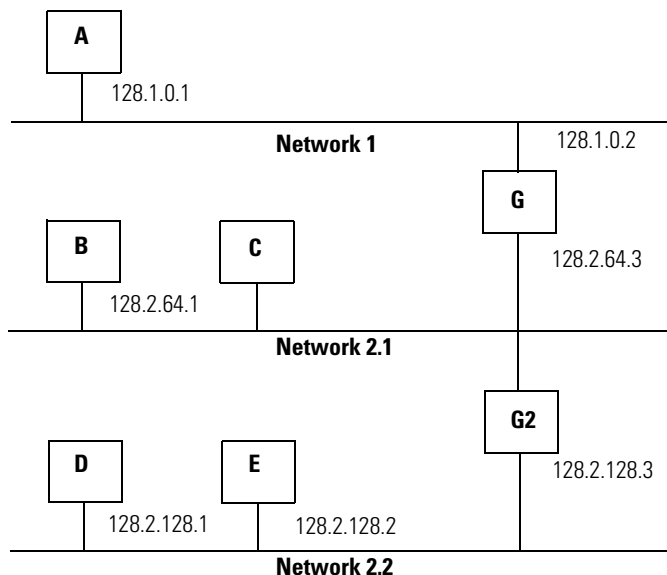 A
128.1.0.1
Network 1
128.1.0.2
G
B
C
128.2.64.3
128.2.64.1
Network 2.1
G2
D
E
128.2.128.3
128.2.128.1
128.2.128.2
Network 2.2